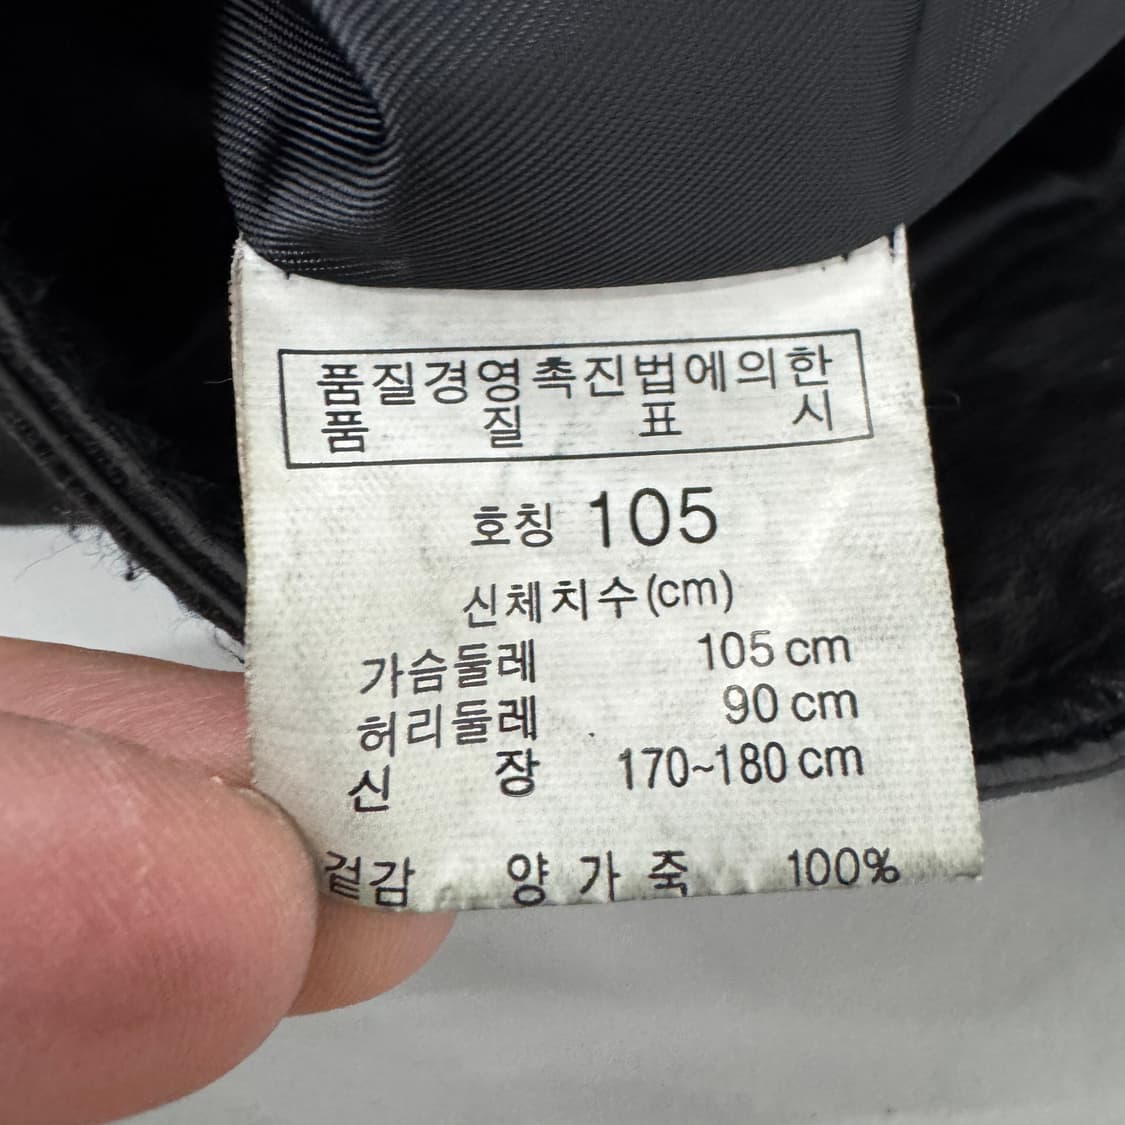 품질경영촉진법에의한
품 질 표 시
호칭 105
신체치수(cm)
가슴둘레 105 cm
허리둘레 90 cm
신 장 170~180 cm
겉감 양 가 죽 100%